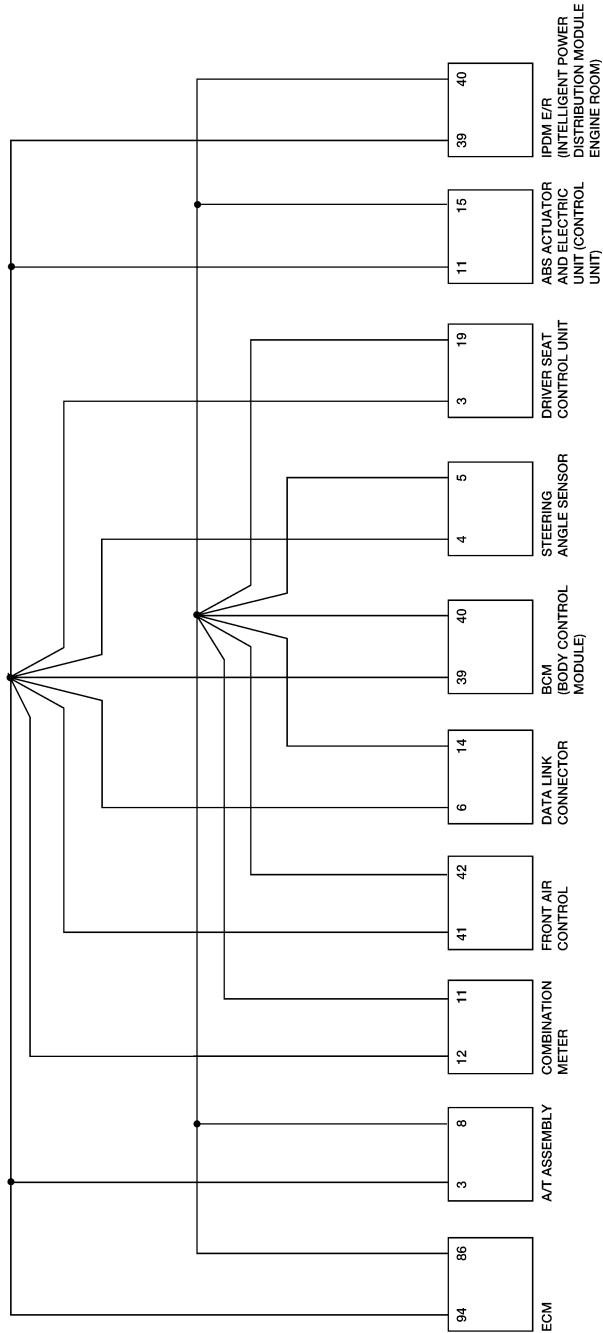 94 86
ECM
3 8
A/T ASSEMBLY
12 11
COMBINATION
METER
41 42
FRONT AIR
CONTROL
6 14
DATA LINK
CONNECTOR
39 40
BCM
(BODY CONTROL
MODULE)
4 5
STEERING
ANGLE SENSOR
3 19
DRIVER SEAT
CONTROL UNIT
11 15
ABS ACTUATOR
AND ELECTRIC
UNIT (CONTROL
UNIT)
39 40
IPDM E/R
(INTELLIGENT POWER
DISTRIBUTION MODULE
ENGINE ROOM)